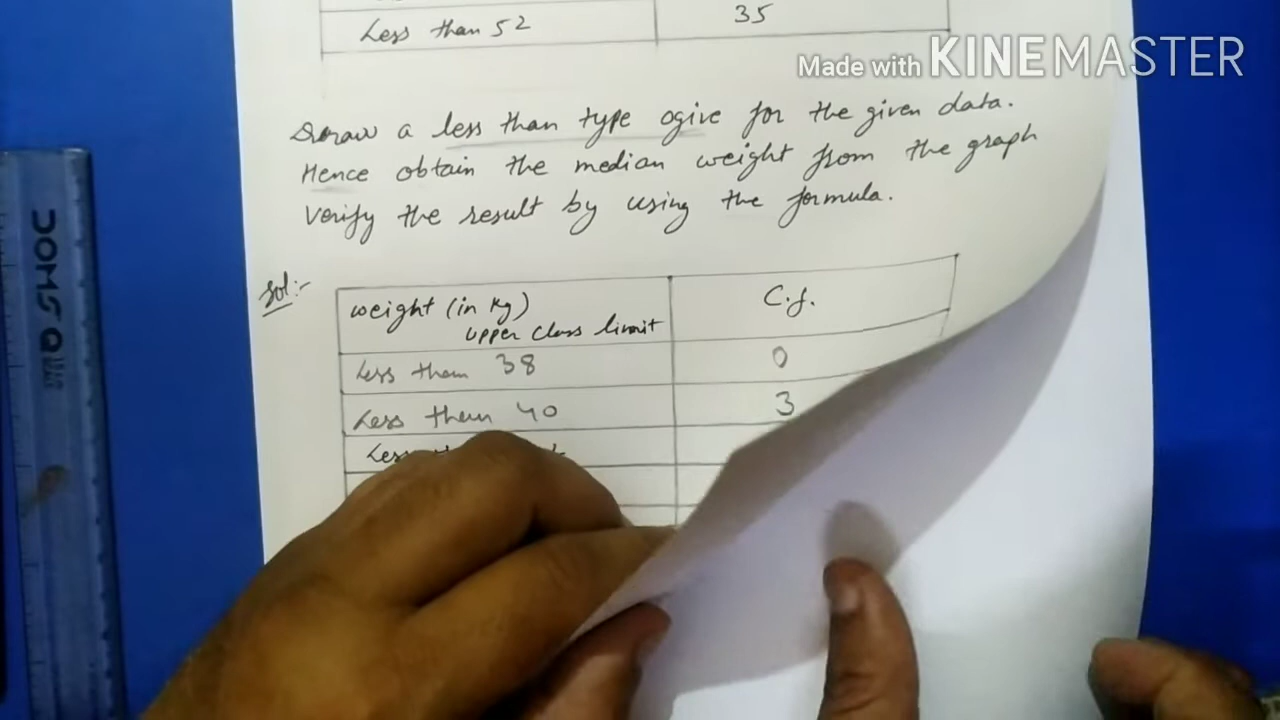 Less than 52 35
Made with KINEMASTER
Draw a less than type ogive for the given data.
Hence obtain the median weight from the graph
Verify the result by using the formula.
Sol:-
weight (in Kg) C.f.
upper class limit
Less than 38 0
Less than 40 3
Less
DOMS